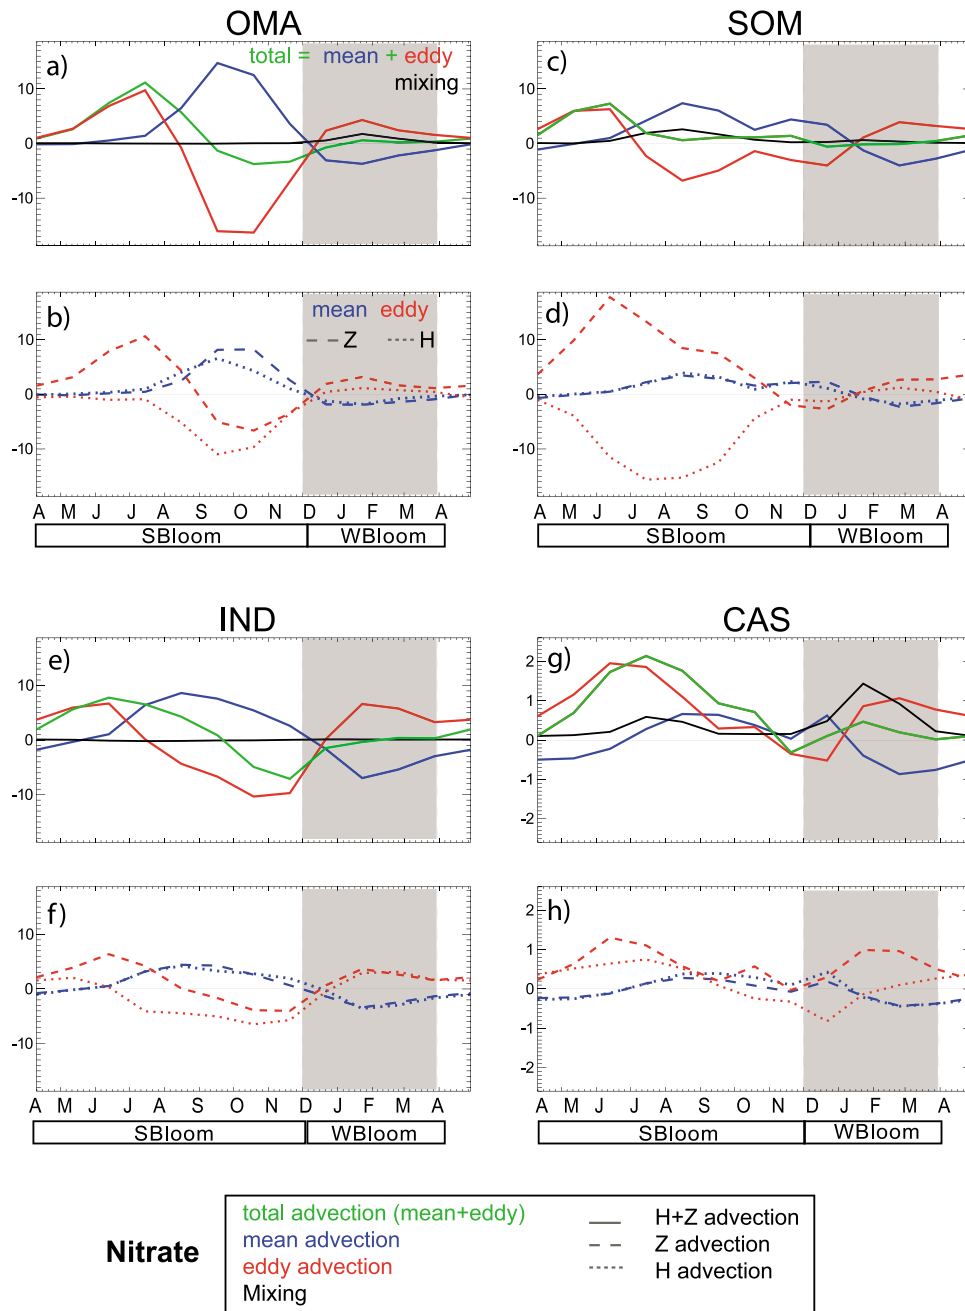 OMA
SOM
a)
total = mean + eddy
mixing
10
0
-10
c)
10
0
-10
b)
mean eddy
Z H
10
0
-10
d)
10
0
-10
A M J J A S O N D J F M A
SBloom WBloom
A M J J A S O N D J F M A
SBloom WBloom
IND
CAS
e)
10
0
-10
g)
2
1
0
-1
-2
f)
10
0
-10
h)
2
1
0
-1
-2
A M J J A S O N D J F M A
SBloom WBloom
A M J J A S O N D J F M A
SBloom WBloom
Nitrate
total advection (mean+eddy)
mean advection
eddy advection
Mixing
H+Z advection
Z advection
H advection